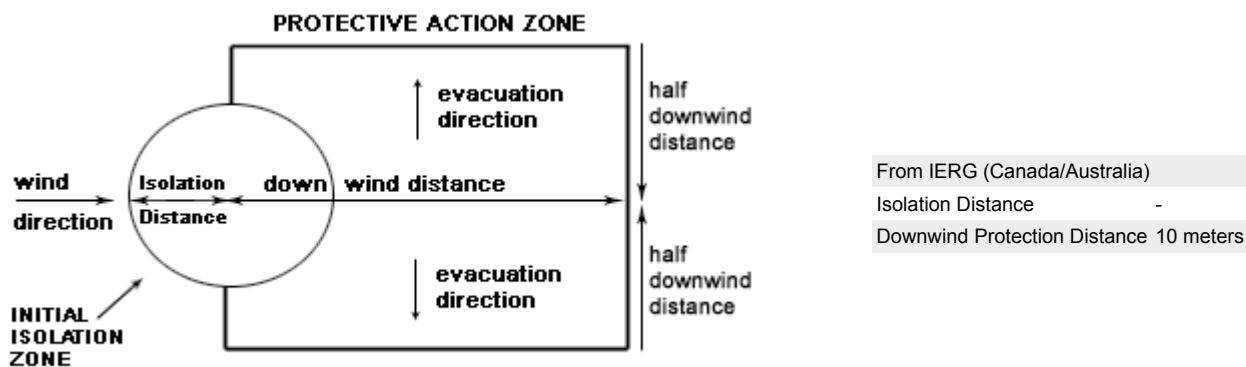 PROTECTIVE ACTION ZONE
evacuation
direction
half
downwind
distance
wind
direction
Isolation
Distance
down wind distance
evacuation
direction
half
downwind
distance
INITIAL
ISOLATION
ZONE
From IERG (Canada/Australia)
Isolation Distance -
Downwind Protection Distance 10 meters